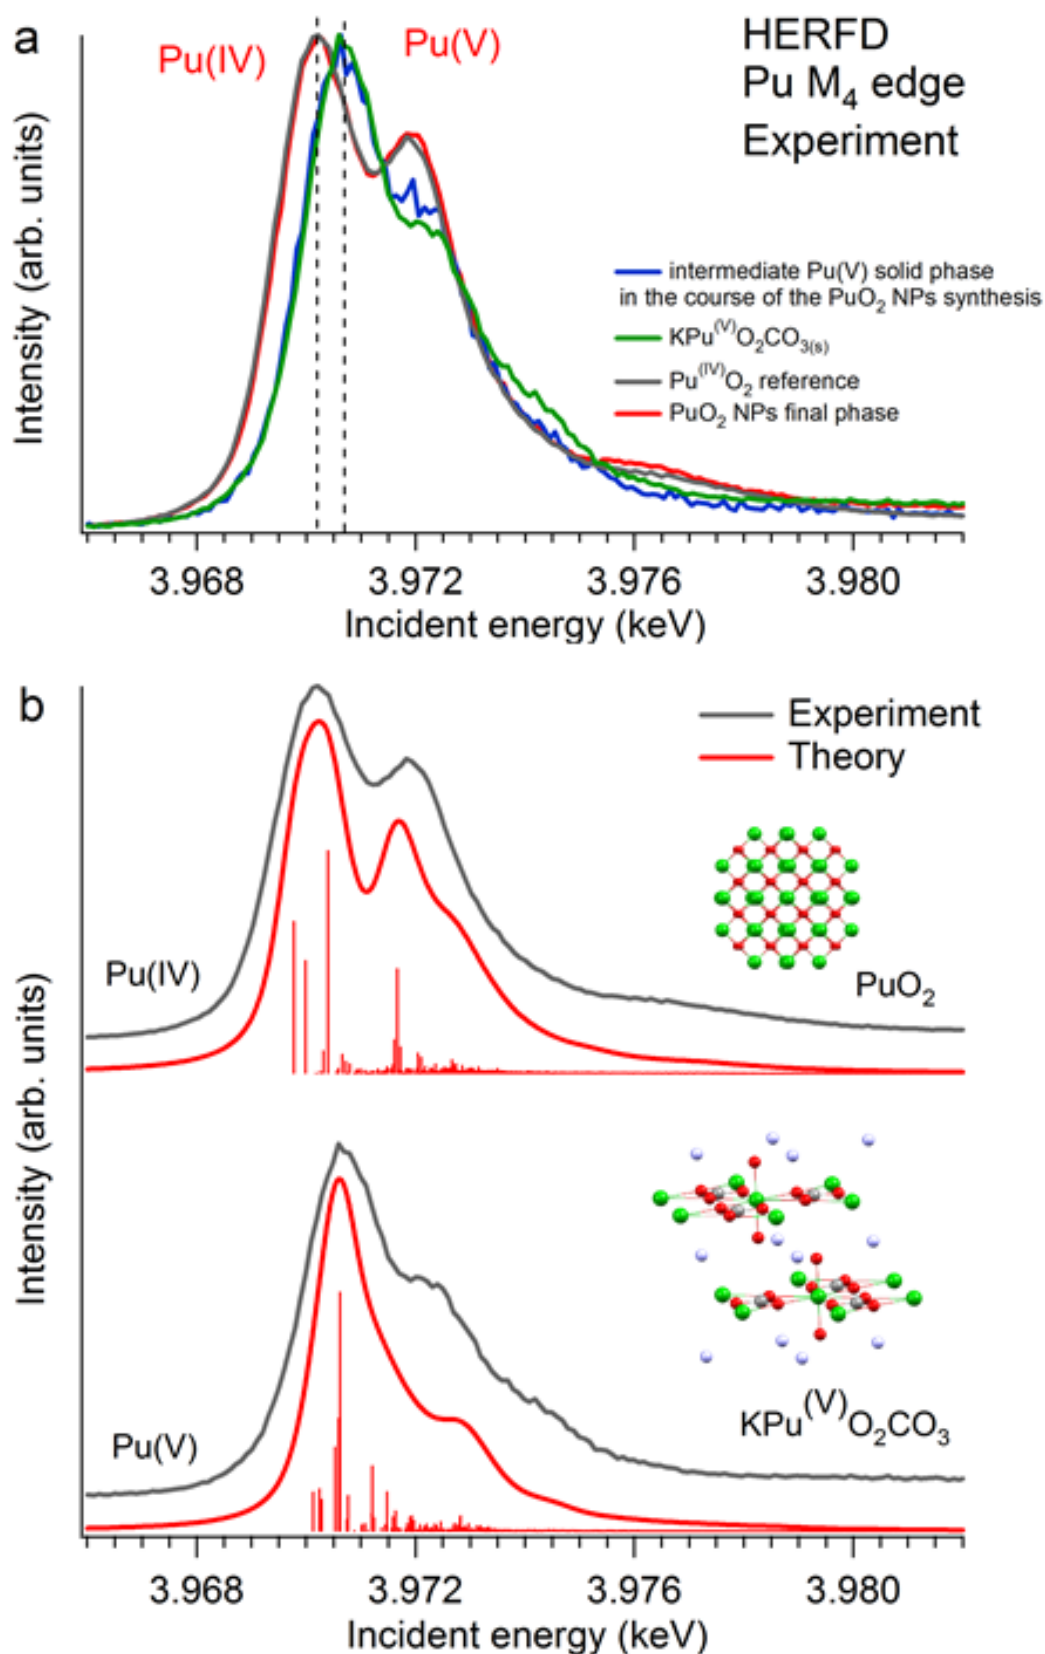 a
Pu(IV)
Pu(V)
HERFD
Pu M₄ edge
Experiment
Intensity (arb. units)
intermediate Pu(V) solid phase
in the course of the PuO₂ NPs synthesis
KPu⁽ⱽ⁾O₂CO₃₍ₛ₎
Pu⁽ᴵⱽ⁾O₂ reference
PuO₂ NPs final phase
3.968 3.972 3.976 3.980
Incident energy (keV)
b
Experiment
Theory
Pu(IV)
PuO₂
Intensity (arb. units)
Pu(V)
KPu⁽ⱽ⁾O₂CO₃
3.968 3.972 3.976 3.980
Incident energy (keV)